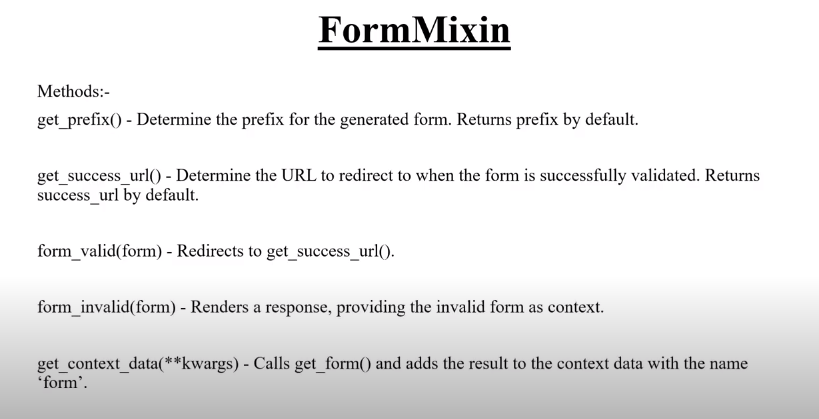 FormMixin
Methods:-
get_prefix() - Determine the prefix for the generated form. Returns prefix by default.
get_success_url() - Determine the URL to redirect to when the form is successfully validated. Returns
success_url by default.
form_valid(form) - Redirects to get_success_url().
form_invalid(form) - Renders a response, providing the invalid form as context.
get_context_data(**kwargs) - Calls get_form() and adds the result to the context data with the name
‘form’.